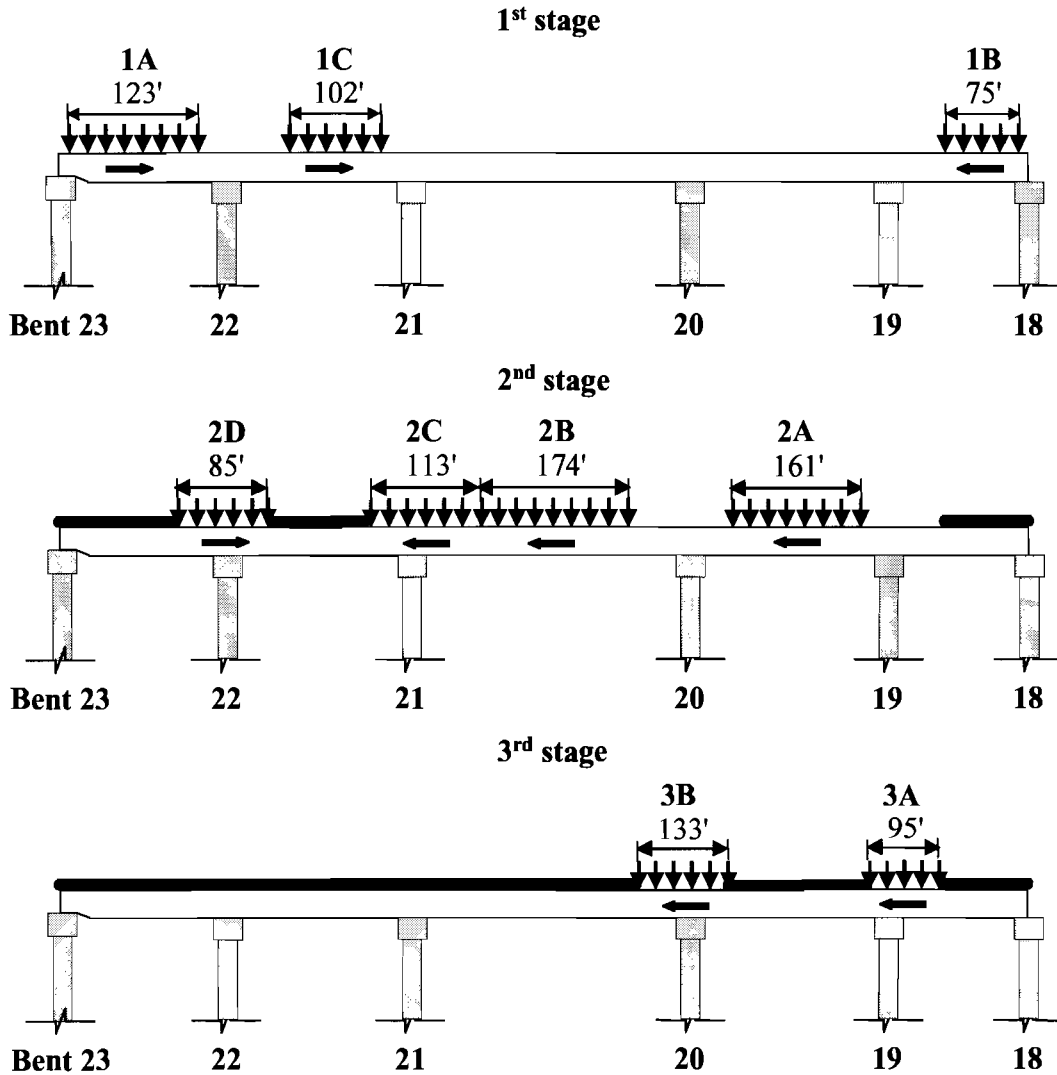 1st stage
1A 1C 1B
123' 102' 75'
Bent 23 22 21 20 19 18
2nd stage
2D 2C 2B 2A
85' 113' 174' 161'
Bent 23 22 21 20 19 18
3rd stage
3B 3A
133' 95'
Bent 23 22 21 20 19 18